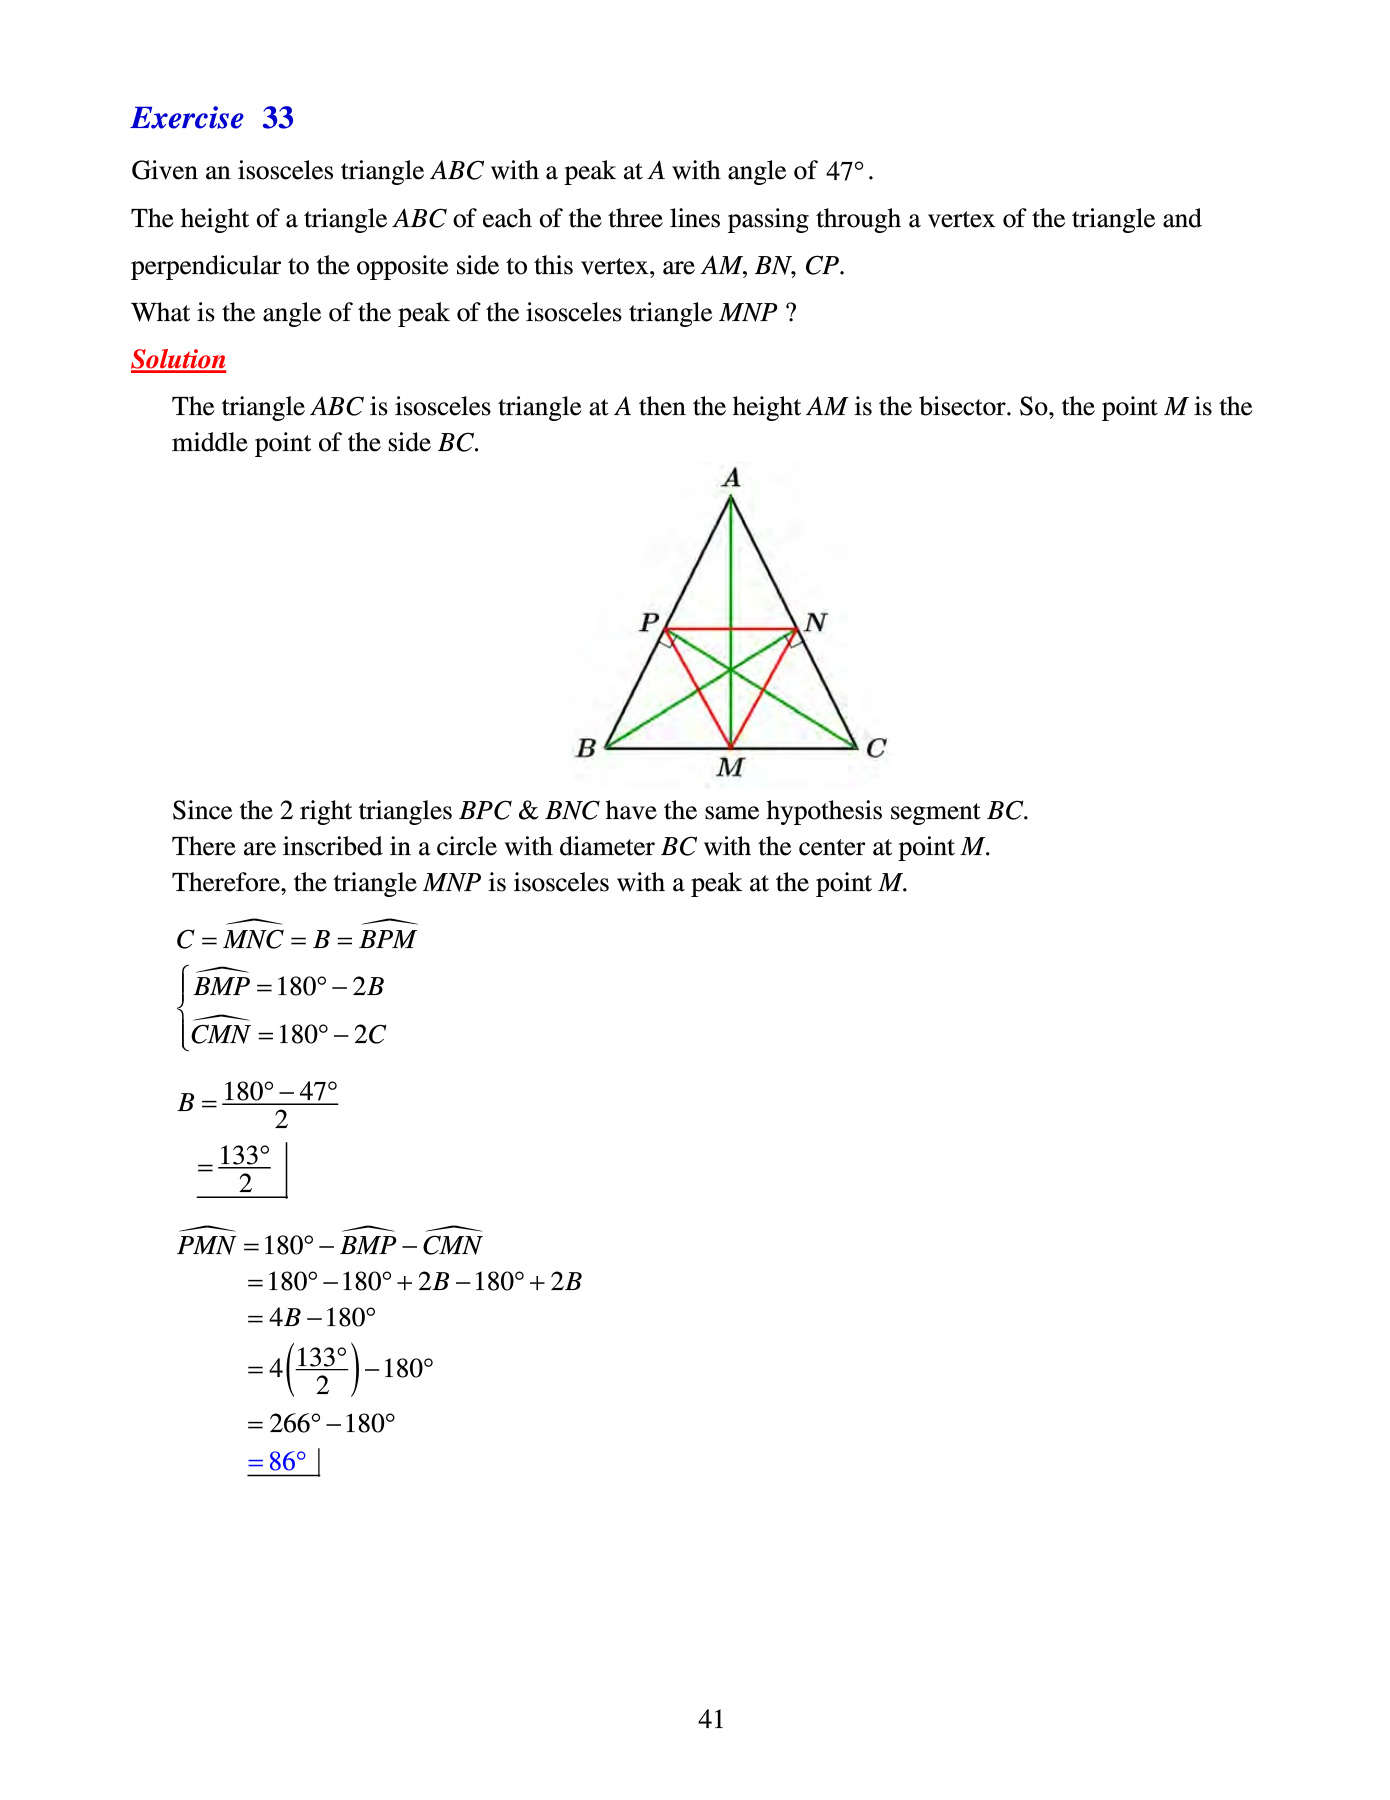 Exercise 33
Given an isosceles triangle ABC with a peak at A with angle of 47°.
The height of a triangle ABC of each of the three lines passing through a vertex of the triangle and
perpendicular to the opposite side to this vertex, are AM, BN, CP.
What is the angle of the peak of the isosceles triangle MNP ?
Solution
The triangle ABC is isosceles triangle at A then the height AM is the bisector. So, the point M is the
middle point of the side BC.
A
P N
B C
M
Since the 2 right triangles BPC & BNC have the same hypothesis segment BC.
There are inscribed in a circle with diameter BC with the center at point M.
Therefore, the triangle MNP is isosceles with a peak at the point M.
C = \widehat{MNC} = B = \widehat{BPM}
\widehat{BMP} = 180° − 2B
\widehat{CMN} = 180° − 2C
B = \frac{180° − 47°}{2}
= \frac{133°}{2}
\widehat{PMN} = 180° − \widehat{BMP} − \widehat{CMN}
= 180° − 180° + 2B − 180° + 2B
= 4B − 180°
= 4(\frac{133°}{2}) − 180°
= 266° − 180°
= 86°
41